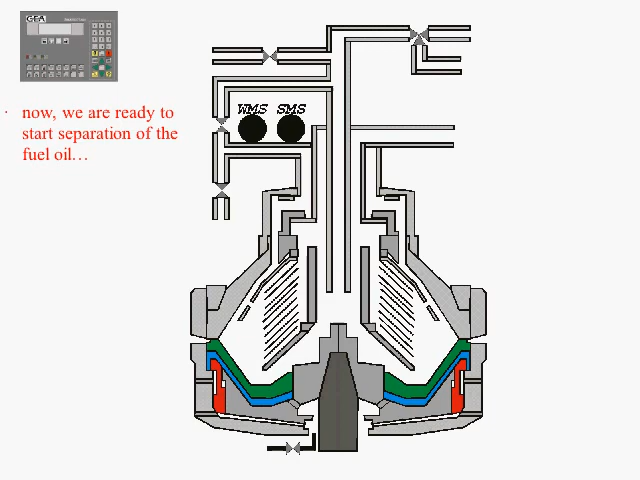 GEA
WMS SMS
· now, we are ready to
start separation of the
fuel oil…